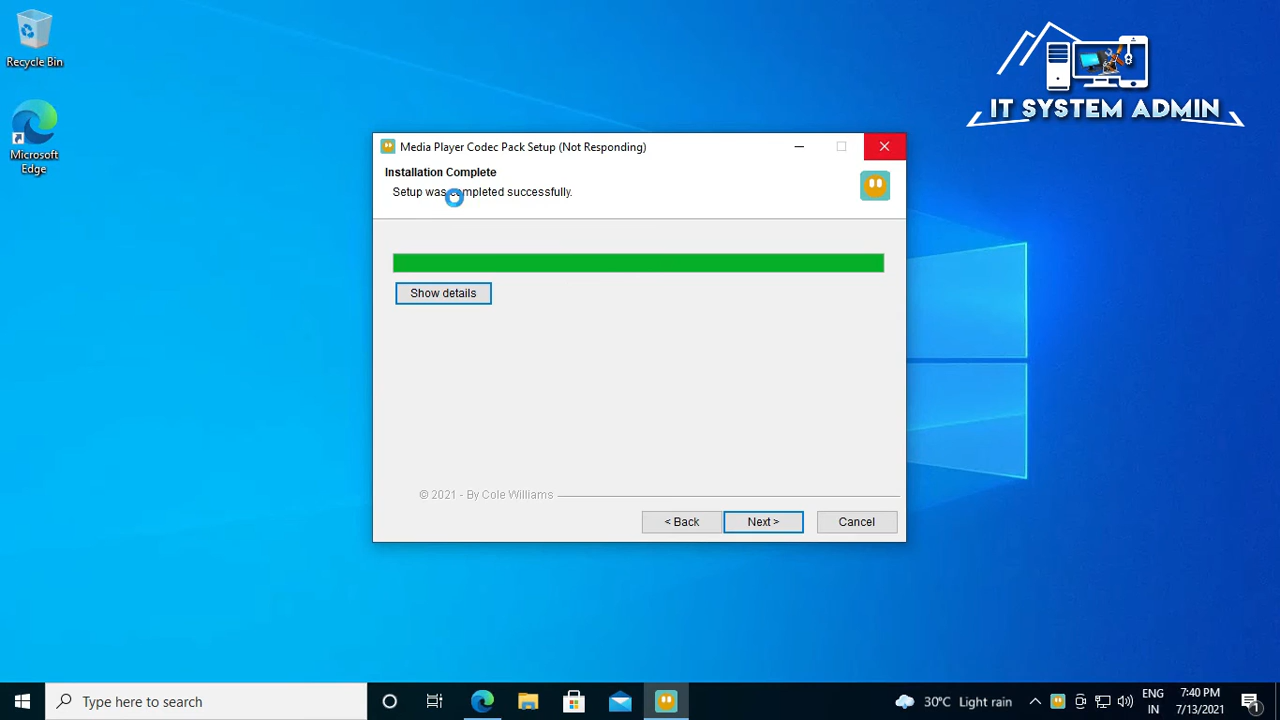 Recycle Bin
Microsoft
Edge
IT SYSTEM ADMIN
Media Player Codec Pack Setup (Not Responding)
Installation Complete
Setup was completed successfully.
Show details
© 2021 - By Cole Williams
< Back
Next >
Cancel
Type here to search
30°C Light rain
ENG
IN
7:40 PM
7/13/2021
1